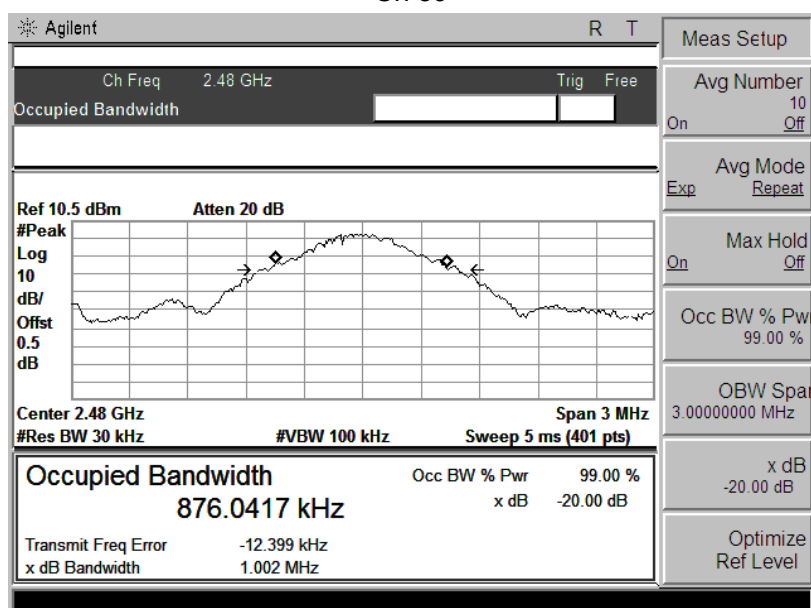 Agilent R T
Ch Freq 2.48 GHz Trig Free
Occupied Bandwidth
Ref 10.5 dBm Atten 20 dB
#Peak
Log
10
dB/
Offst
0.5
dB
Center 2.48 GHz Span 3 MHz
#Res BW 30 kHz #VBW 100 kHz Sweep 5 ms (401 pts)
Occupied Bandwidth
876.0417 kHz
Occ BW % Pwr 99.00 %
x dB -20.00 dB
Transmit Freq Error -12.399 kHz
x dB Bandwidth 1.002 MHz
Meas Setup
Avg Number
10
On Off
Avg Mode
Exp Repeat
Max Hold
On Off
Occ BW % Pwr
99.00 %
OBW Spa
3.00000000 MHz
x dB
-20.00 dB
Optimize
Ref Level